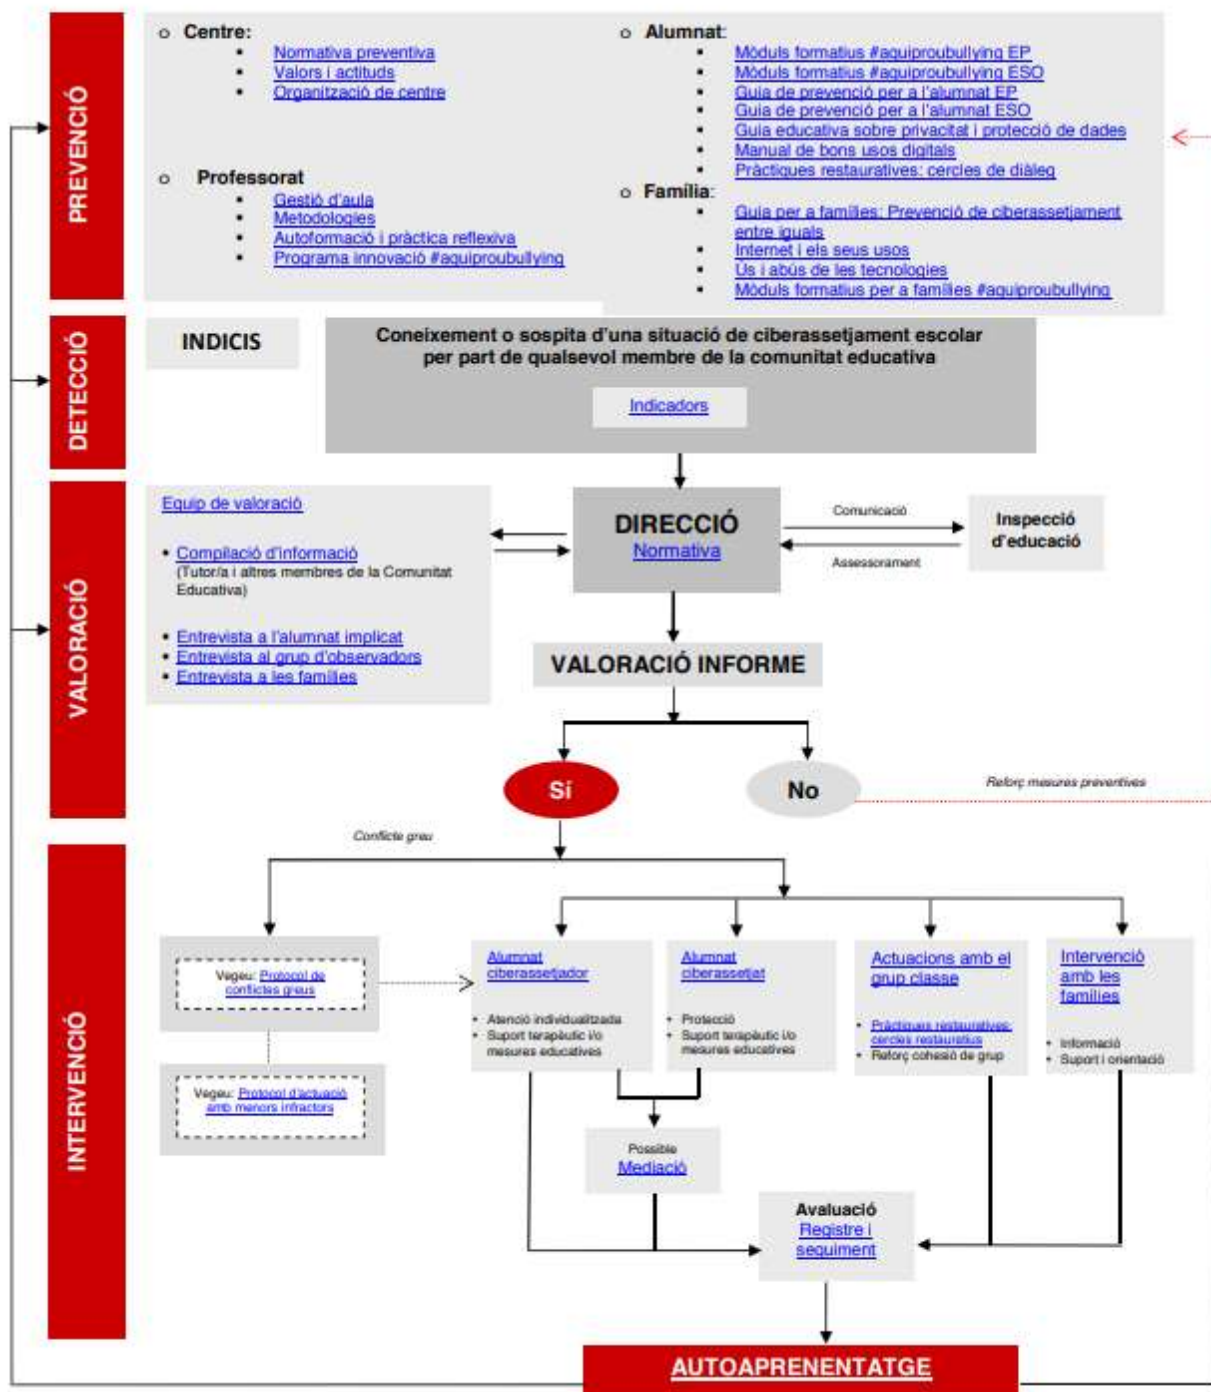 PREVENCIÓ
o Centre:
▪ Normativa preventiva
▪ Valors i actituds
▪ Organització de centre
o Professorat
▪ Gestió d'aula
▪ Metodologies
▪ Autoformació i pràctica reflexiva
▪ Programa innovació #aquiproubullying
o Alumnat:
▪ Mòduls formatius #aquiproubullying EP
▪ Mòduls formatius #aquiproubullying ESO
▪ Guia de prevenció per a l'alumnat EP
▪ Guia de prevenció per a l'alumnat ESO
▪ Guia educativa sobre privacitat i protecció de dades
▪ Manual de bons usos digitals
▪ Pràctiques restauratives: cercles de diàleg
o Família:
▪ Guia per a famílies: Prevenció de ciberassetjament
entre iguals
▪ Internet i els seus usos
▪ Ús i abús de les tecnologies
▪ Mòduls formatius per a famílies #aquiproubullying
DETECCIÓ
INDICIS
Coneixement o sospita d'una situació de ciberassetjament escolar
per part de qualsevol membre de la comunitat educativa
Indicadors
VALORACIÓ
Equip de valoració
• Compilació d'informació
(Tutor/a i altres membres de la Comunitat
Educativa)
• Entrevista a l'alumnat implicat
• Entrevista al grup d'observadors
• Entrevista a les famílies
DIRECCIÓ
Normativa
Comunicació
Assessorament
Inspecció
d'educació
VALORACIÓ INFORME
Sí
No
Reforç mesures preventives
INTERVENCIÓ
Conflicte greu
Vegeu: Protocol de
conflictes greus
Vegeu: Protocol d'actuació
amb menors infractors
Alumnat
ciberassetjador
• Atenció individualitzada
• Suport terapèutic i/o
mesures educatives
Alumnat
ciberassetjat
• Protecció
• Suport terapèutic i/o
mesures educatives
Actuacions amb el
grup classe
• Pràctiques restauratives:
cercles restauratius
• Reforç cohesió de grup
Intervenció
amb les
famílies
• Informació
• Suport i orientació
Possible
Mediació
Avaluació
Registre i
seguiment
AUTOAPRENENTATGE